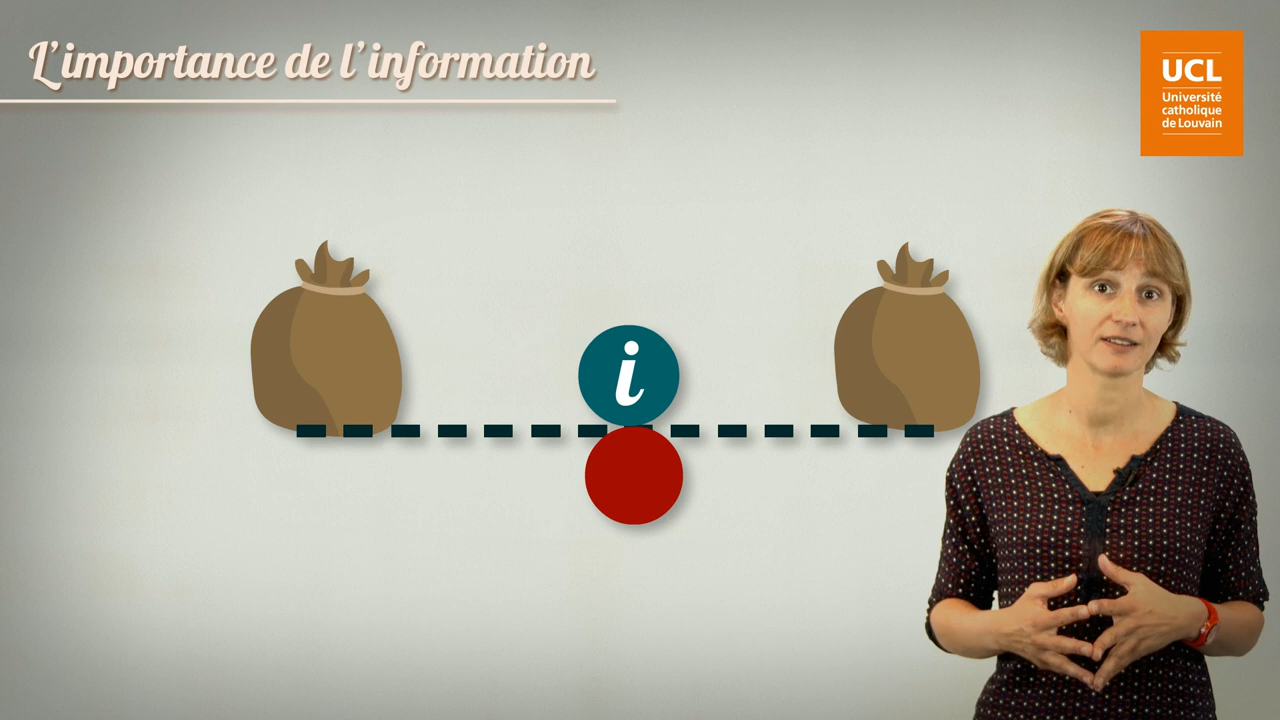 L'importance de l'information
UCL
Université
catholique
de Louvain
i